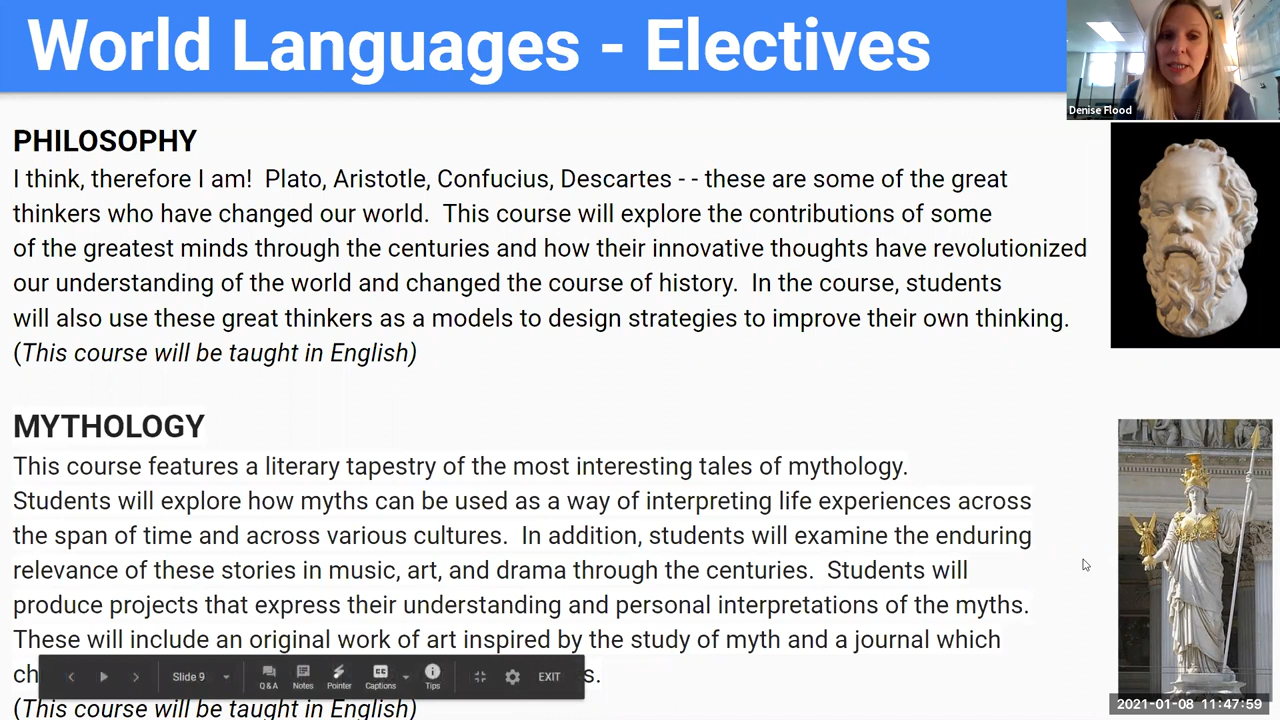 World Languages - Electives
Denise Flood
PHILOSOPHY
I think, therefore I am!  Plato, Aristotle, Confucius, Descartes - - these are some of the great
thinkers who have changed our world.  This course will explore the contributions of some
of the greatest minds through the centuries and how their innovative thoughts have revolutionized
our understanding of the world and changed the course of history.  In the course, students
will also use these great thinkers as a models to design strategies to improve their own thinking.
(This course will be taught in English)
MYTHOLOGY
This course features a literary tapestry of the most interesting tales of mythology.
Students will explore how myths can be used as a way of interpreting life experiences across
the span of time and across various cultures.  In addition, students will examine the enduring
relevance of these stories in music, art, and drama through the centuries.  Students will
produce projects that express their understanding and personal interpretations of the myths.
These will include an original work of art inspired by the study of myth and a journal which
Slide 9 Q&A Notes Pointer Captions Tips EXIT
(This course will be taught in English)
2021-01-08 11:47:59